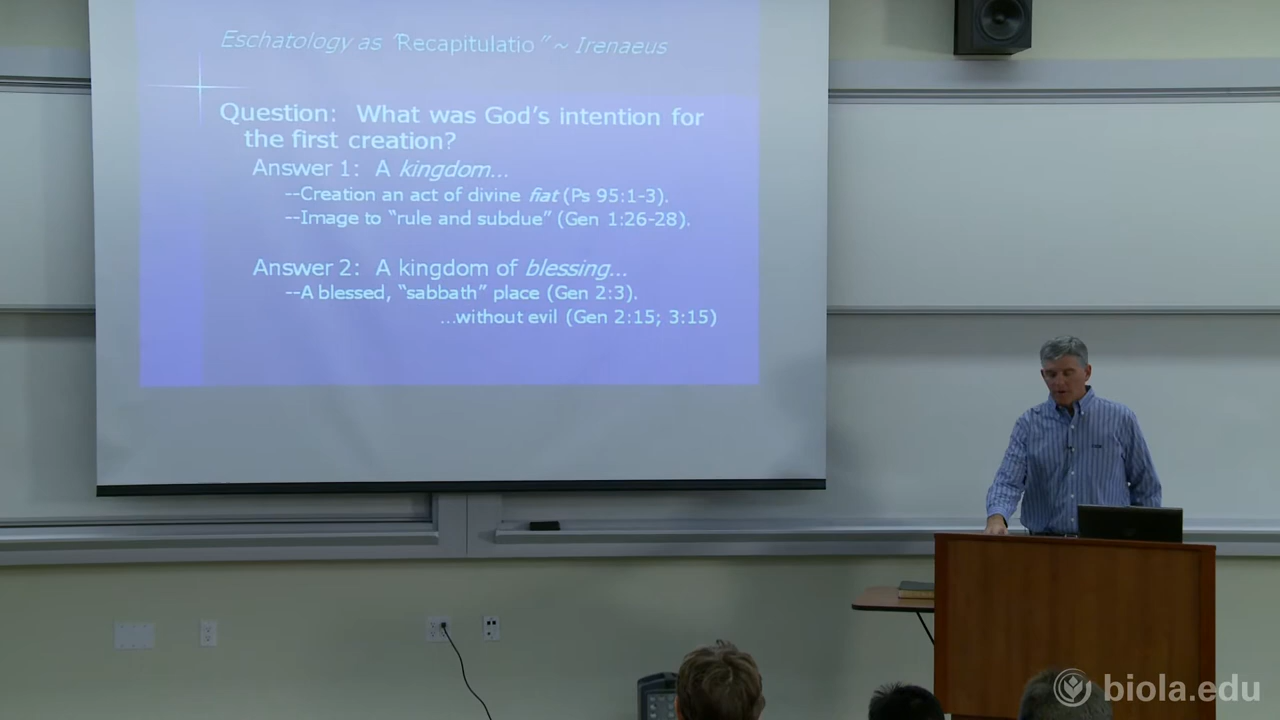 Eschatology as "Recapitulatio" ~ Irenaeus
Question: What was God's intention for
the first creation?
Answer 1: A kingdom...
--Creation an act of divine fiat (Ps 95:1-3).
--Image to "rule and subdue" (Gen 1:26-28).
Answer 2: A kingdom of blessing...
--A blessed, "sabbath" place (Gen 2:3).
...without evil (Gen 2:15; 3:15)
biola.edu